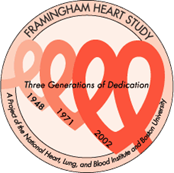 FRAMINGHAM HEART STUDY
Three Generations of Dedication
1948
1971
2002
A Project of the National Heart, Lung, and Blood Institute and Boston University